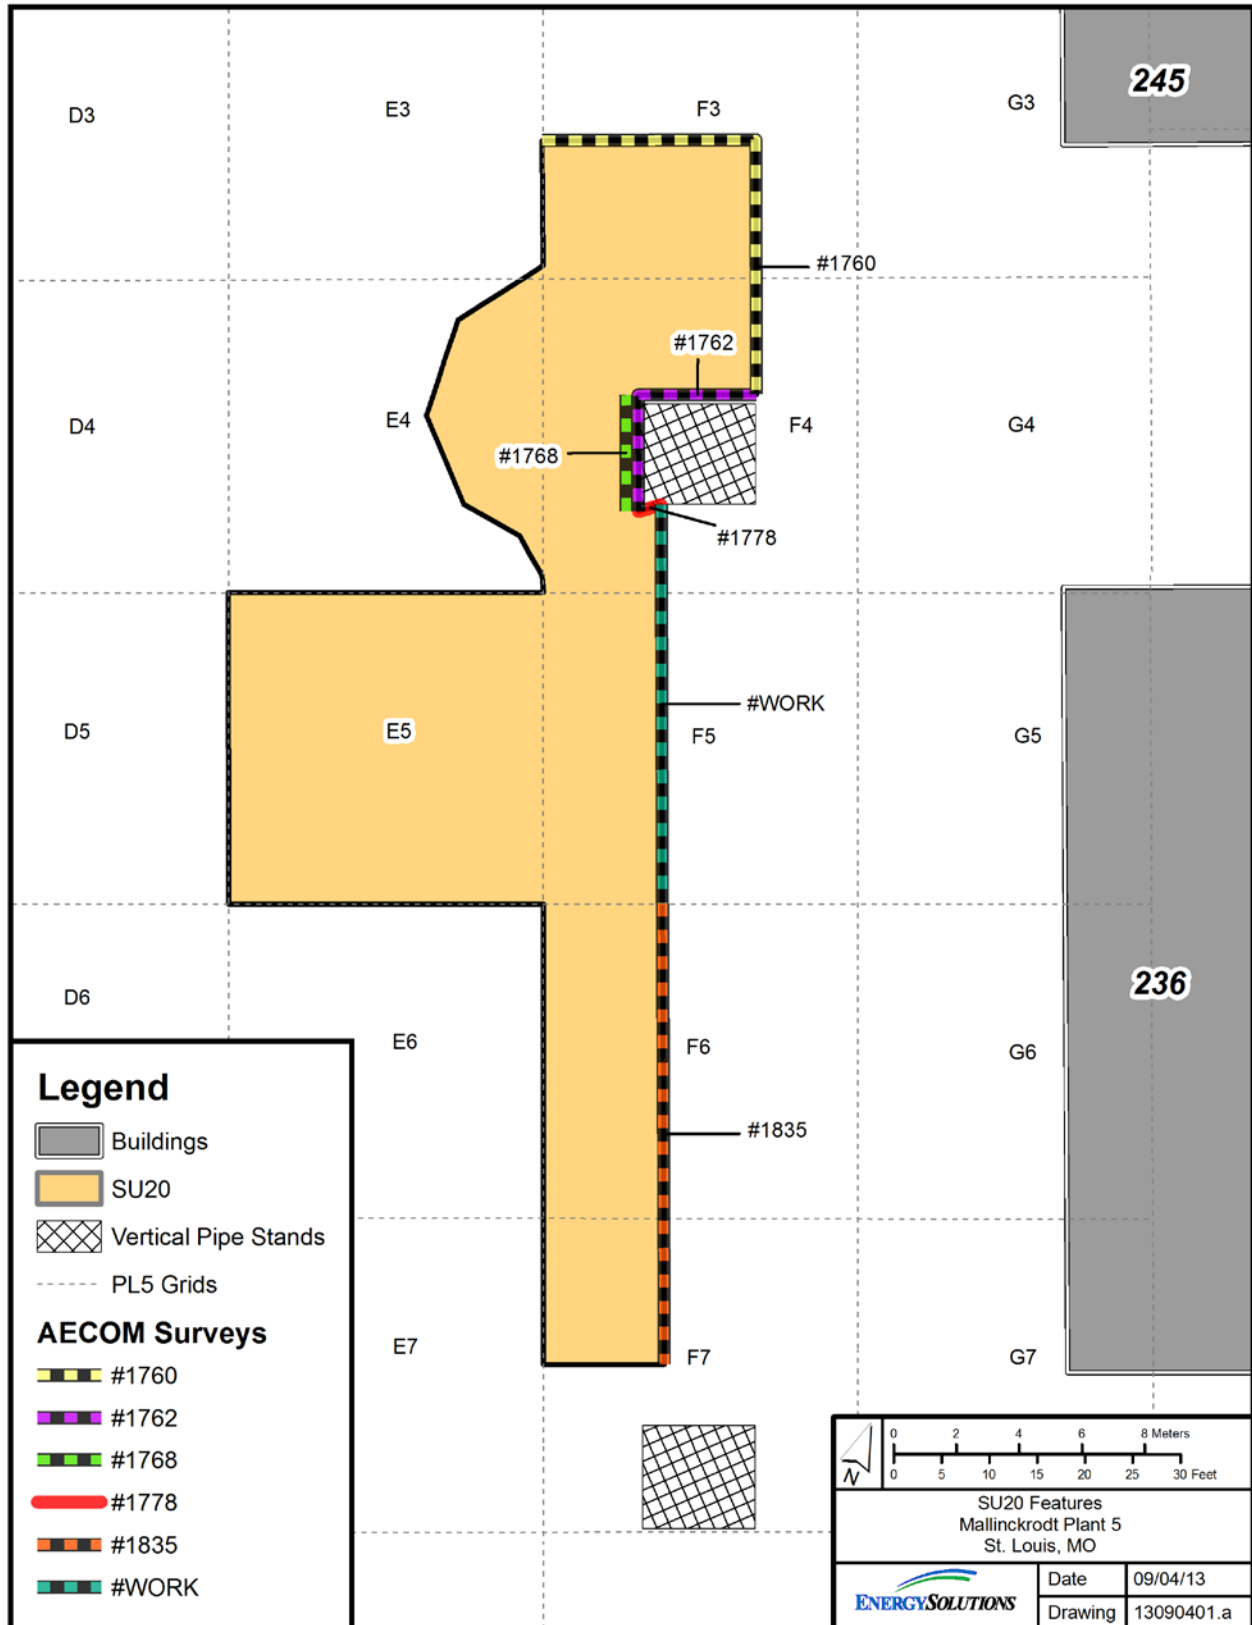 245
D3
E3
F3
G3
#1760
#1762
D4
E4
F4
G4
#1768
#1778
#WORK
D5
E5
F5
G5
236
D6
E6
F6
G6
#1835
E7
F7
G7
Legend
Buildings
SU20
Vertical Pipe Stands
PL5 Grids
AECOM Surveys
#1760
#1762
#1768
#1778
#1835
#WORK
N
0 2 4 6 8 Meters
0 5 10 15 20 25 30 Feet
SU20 Features
Mallinckrodt Plant 5
St. Louis, MO
ENERGYSOLUTIONS
Date 09/04/13
Drawing 13090401.a